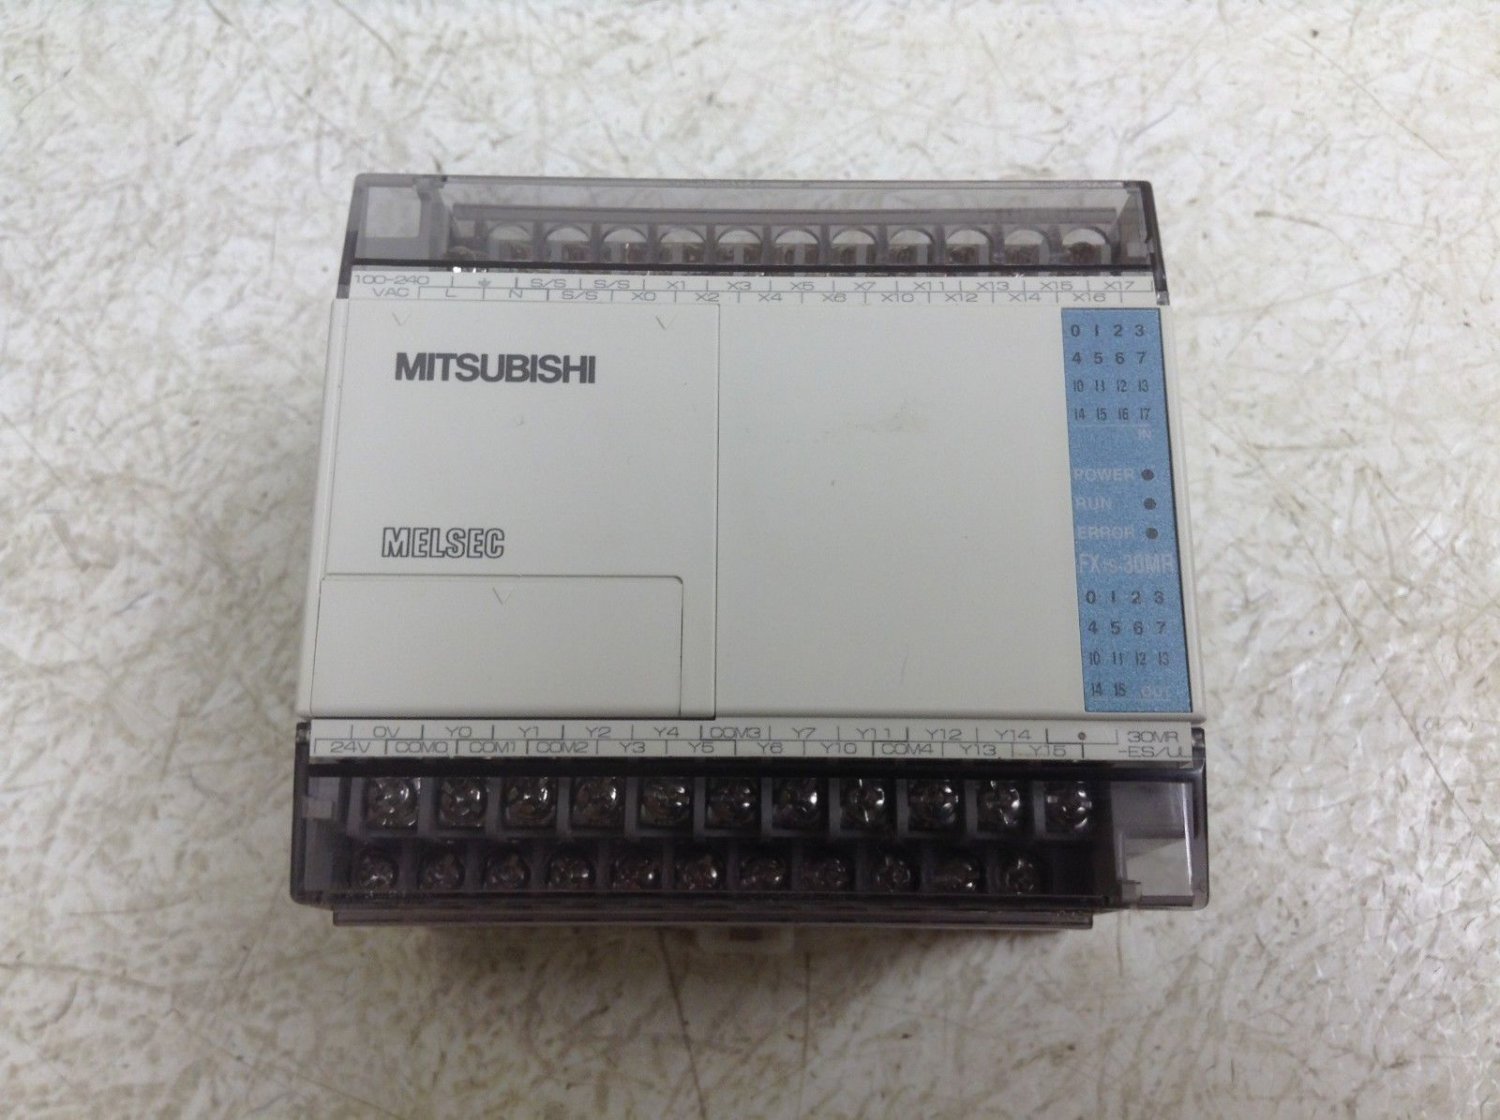 100-240 ⏚ S/S S/S X1 X3 X5 X7 X11 X13 X15 X17
VAC L N S/S X0 X2 X4 X6 X10 X12 X14 X16
MITSUBISHI
MELSEC
0 1 2 3
4 5 6 7
10 11 12 13
14 15 16 17
IN
POWER
RUN
ERROR
FX1S-30MR
0 1 2 3
4 5 6 7
10 11 12 13
14 15 OUT
0V Y0 Y1 Y2 Y4 COM3 Y7 Y11 Y12 Y14 • 30MR
24V COM0 COM1 COM2 Y3 Y5 Y6 Y10 COM4 Y13 Y15 -ES/UL